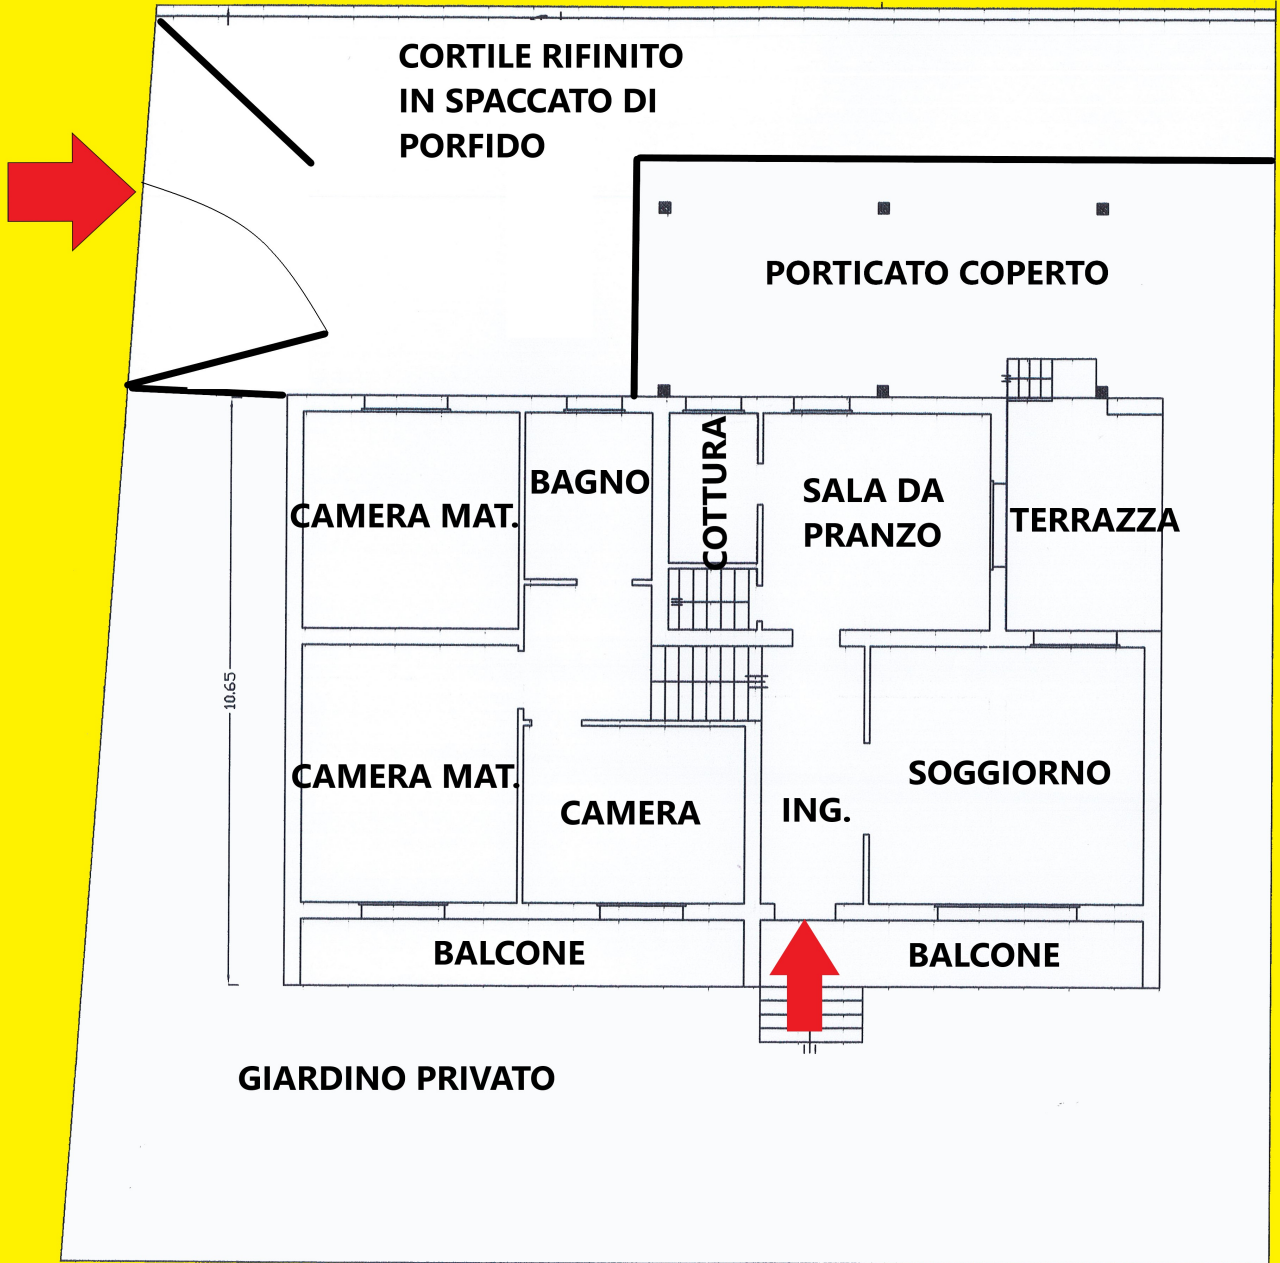 CORTILE RIFINITO
IN SPACCATO DI
PORFIDO
PORTICATO COPERTO
CAMERA MAT.
BAGNO
COTTURA
SALA DA
PRANZO
TERRAZZA
10.65
CAMERA MAT.
CAMERA
ING.
SOGGIORNO
BALCONE
BALCONE
GIARDINO PRIVATO